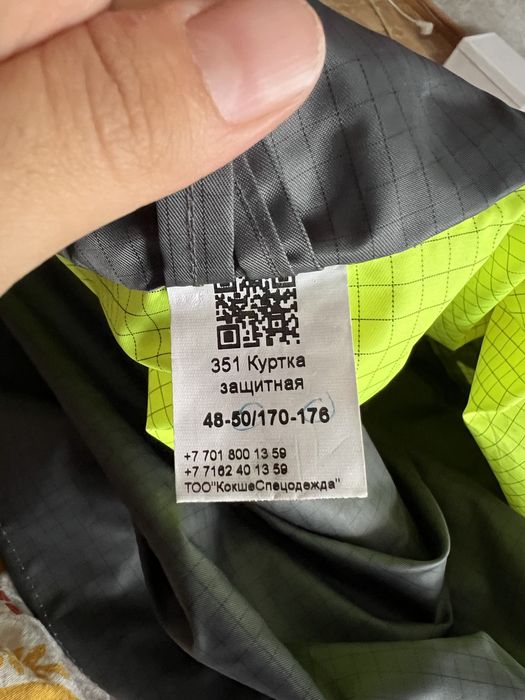 351 Куртка
защитная
48-50/170-176
+7 701 800 13 59
+7 7162 40 13 59
ТОО"КокшеСпецодежда"